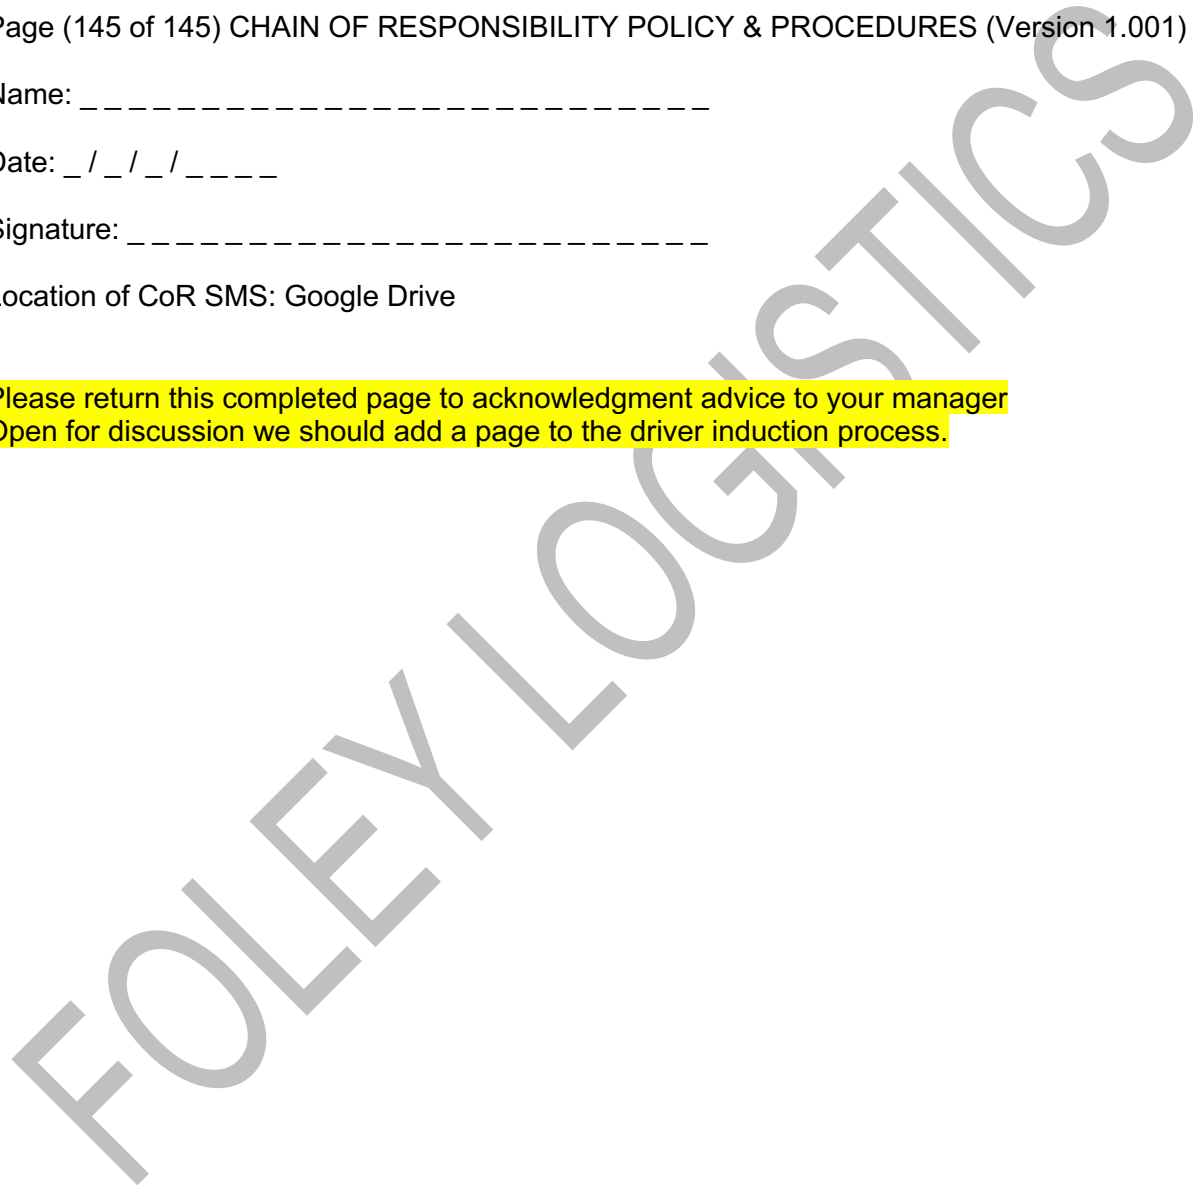 Page (145 of 145) CHAIN OF RESPONSIBILITY POLICY & PROCEDURES (Version 1.001)
Name: _ _ _ _ _ _ _ _ _ _ _ _ _ _ _ _ _ _ _ _ _ _ _ _ _ _
Date: _ / _ / _ / _ _ _ _
Signature: _ _ _ _ _ _ _ _ _ _ _ _ _ _ _ _ _ _ _ _ _ _ _ _
Location of CoR SMS: Google Drive
Please return this completed page to acknowledgment advice to your manager
Open for discussion we should add a page to the driver induction process.
FOLEY LOGISTICS